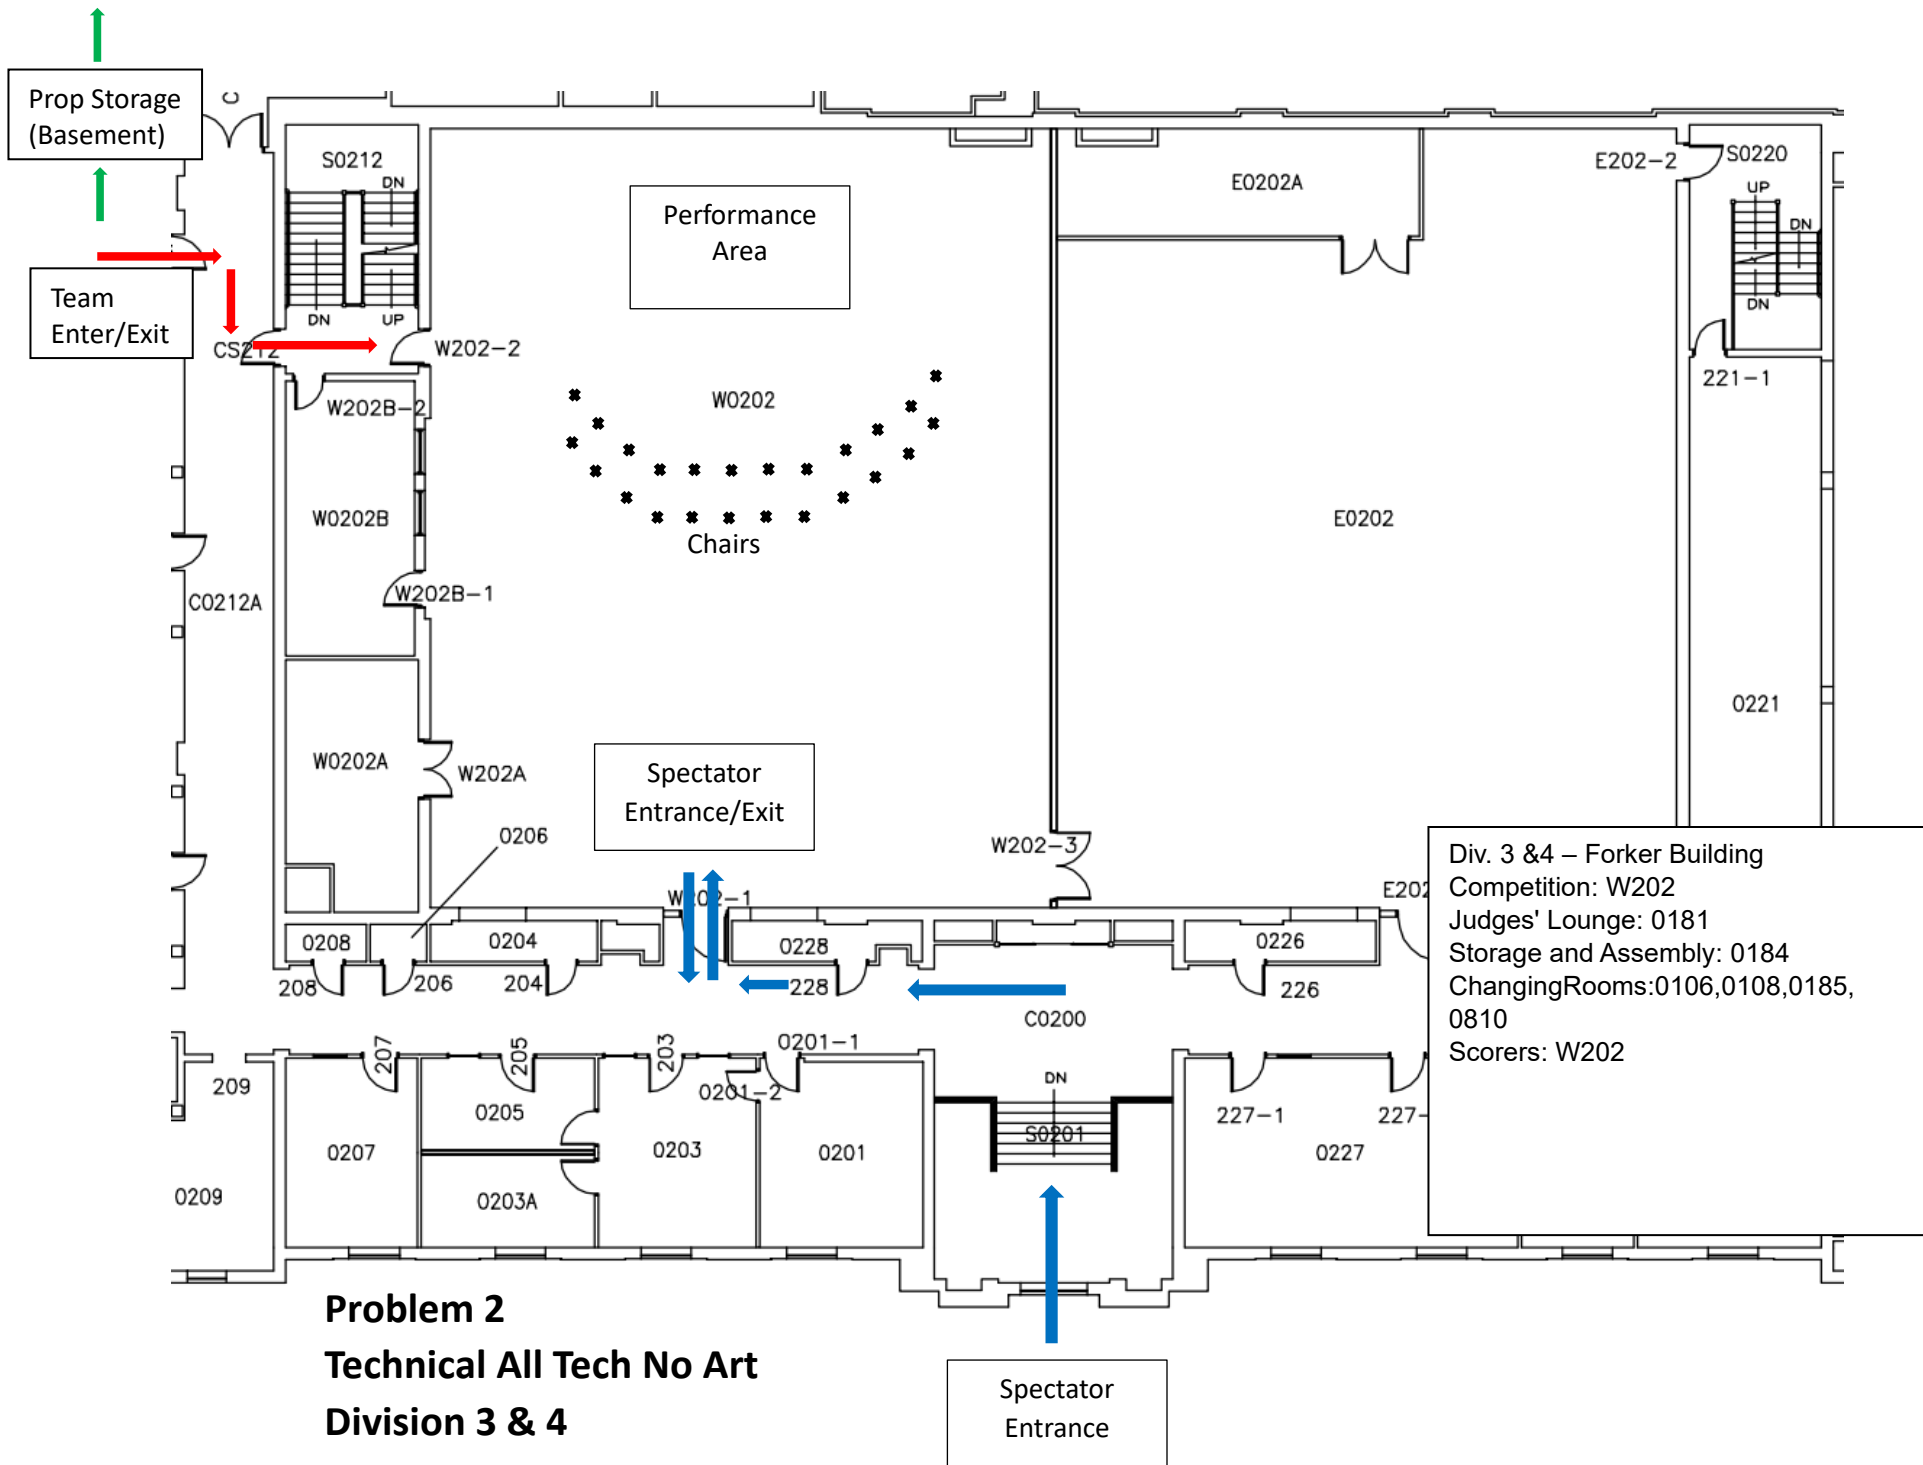 Prop Storage
(Basement)
C
S0212
DN
DN
UP
Team
Enter/Exit
CS212
W202-2
W202B-2
Performance
Area
W0202
E0202A
E202-2
S0220
UP
DN
DN
221-1
W0202B
Chairs
E0202
W202B-1
C0212A
0221
W0202A
W202A
Spectator
Entrance/Exit
0206
W202-3
W202-1
E202
0208
0204
0228
0226
208
206
204
228
226
C0200
207
205
203
0201-1
209
0201-2
0205
DN
S0201
227-1
227-
0207
0203
0201
0227
0209
0203A
Div. 3 &4 – Forker Building
Competition: W202
Judges' Lounge: 0181
Storage and Assembly: 0184
ChangingRooms:0106,0108,0185,
0810
Scorers: W202
Problem 2
Technical All Tech No Art
Division 3 & 4
Spectator
Entrance